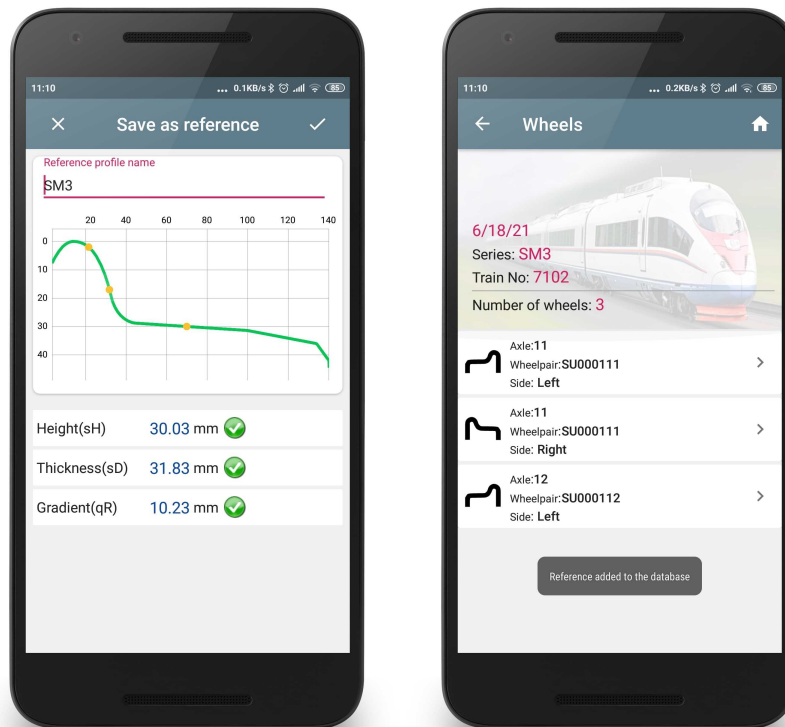 11:10
... 0.1KB/s 85
Save as reference
Reference profile name
SM3
20 40 60 80 100 120 140
0
10
20
30
40
Height(sH) 30.03 mm
Thickness(sD) 31.83 mm
Gradient(qR) 10.23 mm
11:10
... 0.2KB/s 85
Wheels
6/18/21
Series: SM3
Train No: 7102
Number of wheels: 3
Axle:11
Wheelpair:SU000111
Side: Left
Axle:11
Wheelpair:SU000111
Side: Right
Axle:12
Wheelpair:SU000112
Side: Left
Reference added to the database